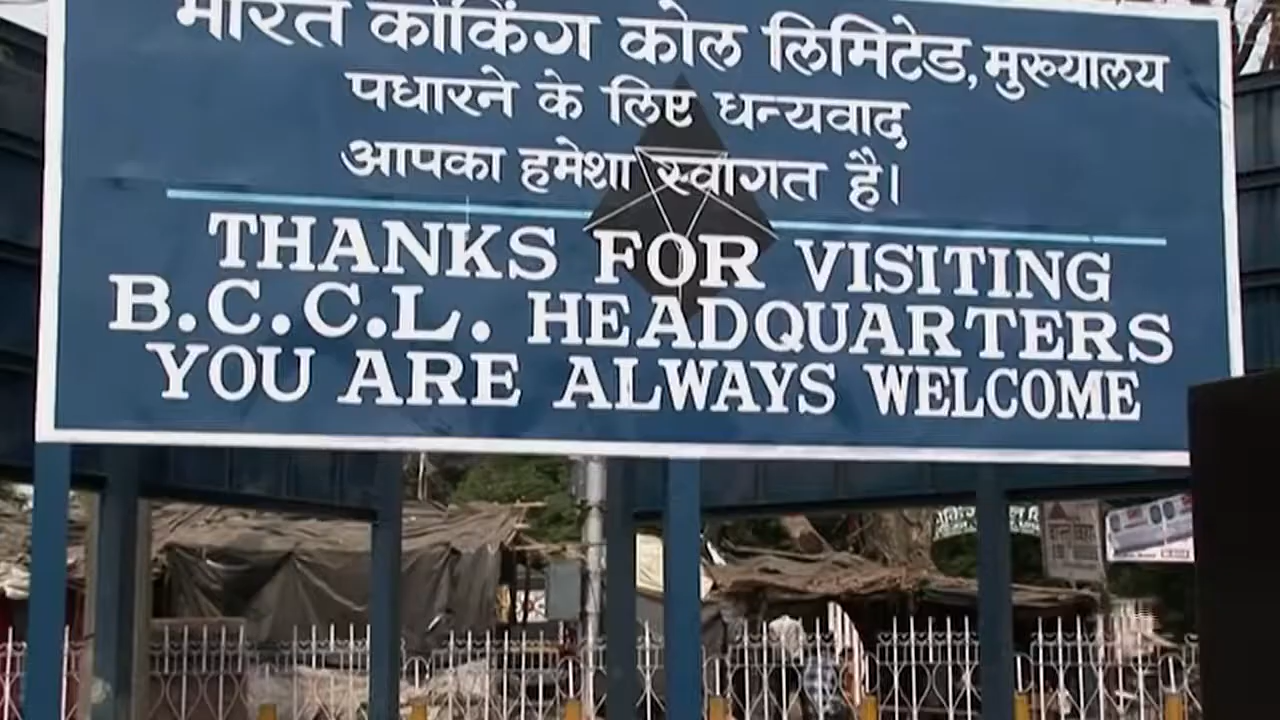 भारत कोकिंग कोल लिमिटेड, मुख्यालय
पधारने के लिए धन्यवाद
आपका हमेशा स्वागत है।
THANKS FOR VISITING
B.C.C.L. HEADQUARTERS
YOU ARE ALWAYS WELCOME